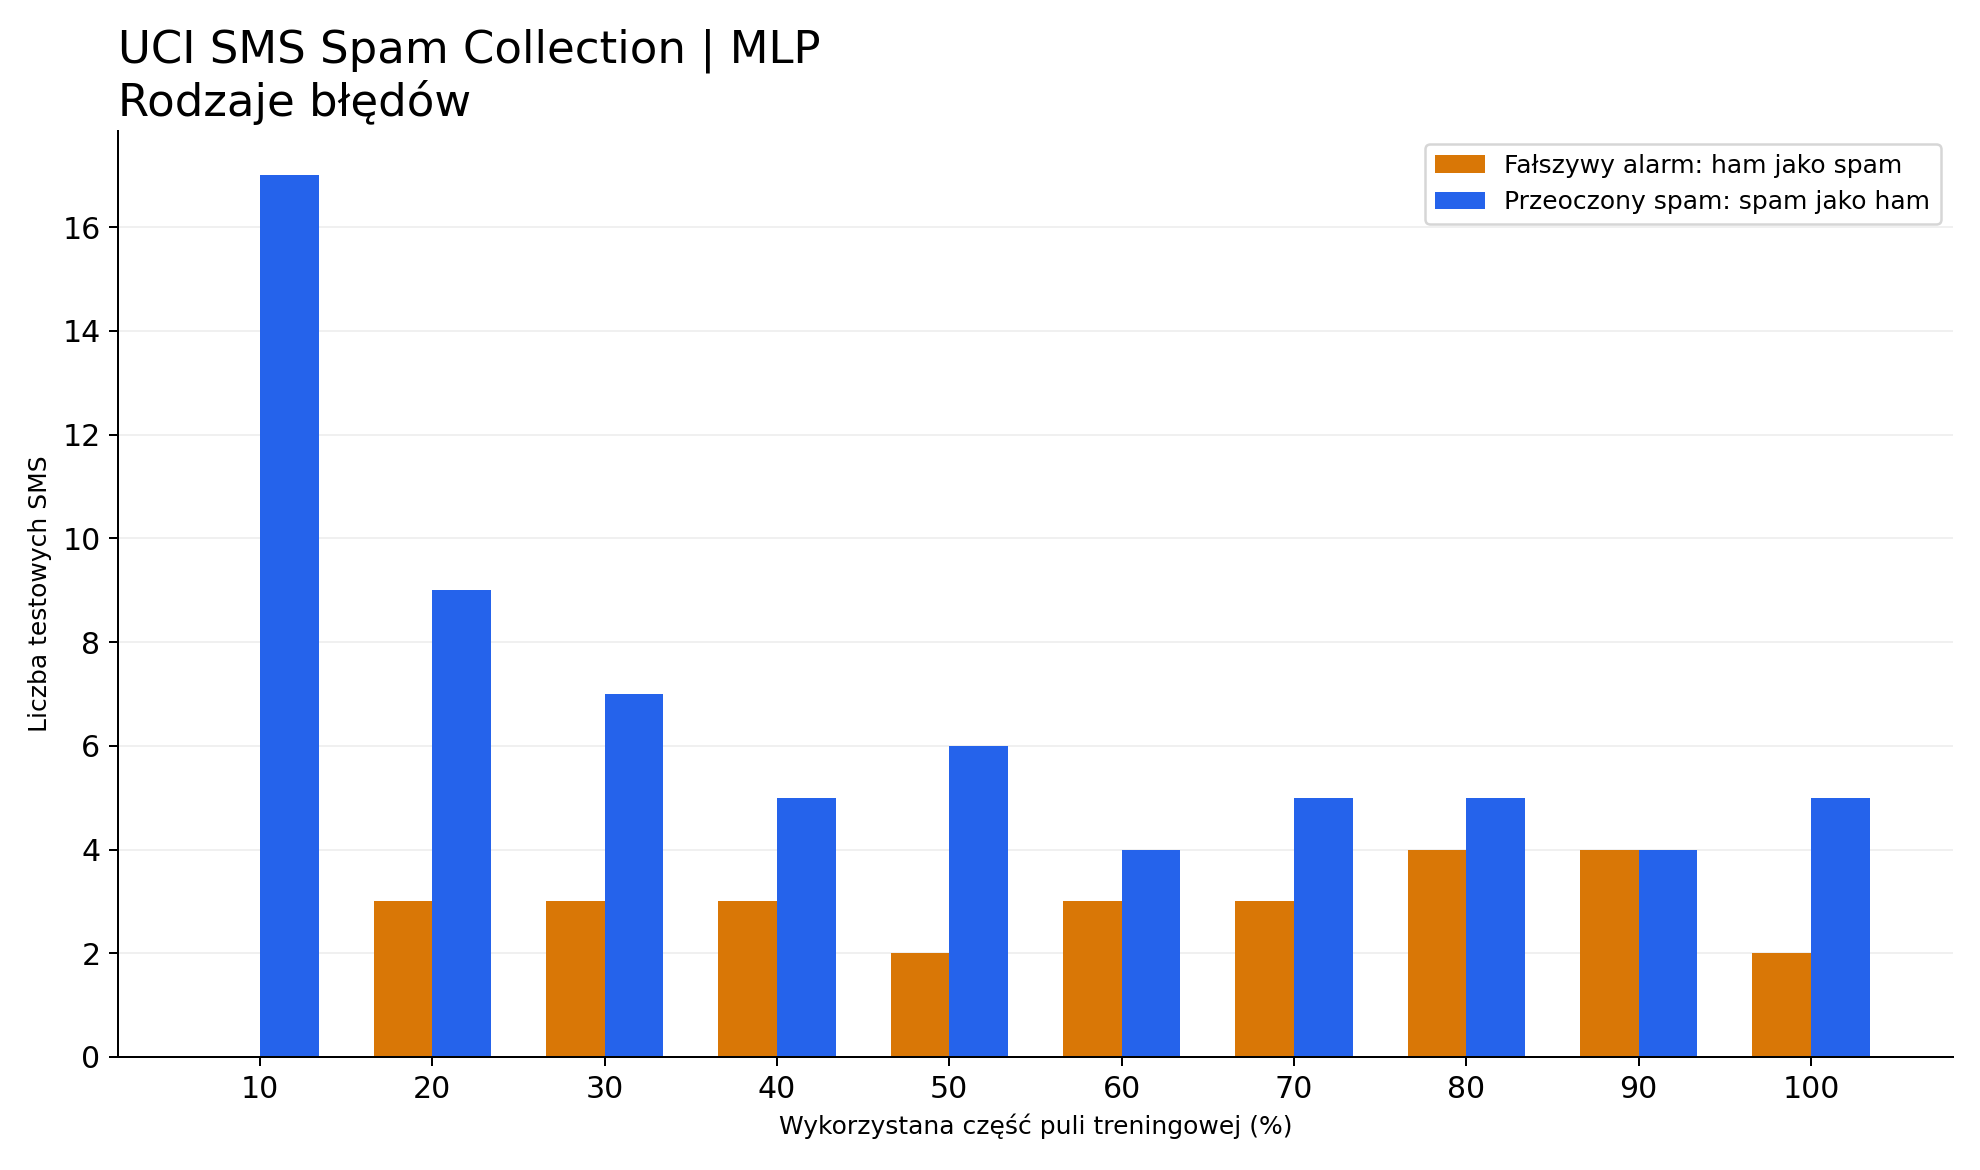 UCI SMS Spam Collection | MLP
Rodzaje błędów
Fałszywy alarm: ham jako spam
Przeoczony spam: spam jako ham
Liczba testowych SMS
16
14
12
10
8
6
4
2
0
10 20 30 40 50 60 70 80 90 100
Wykorzystana część puli treningowej (%)